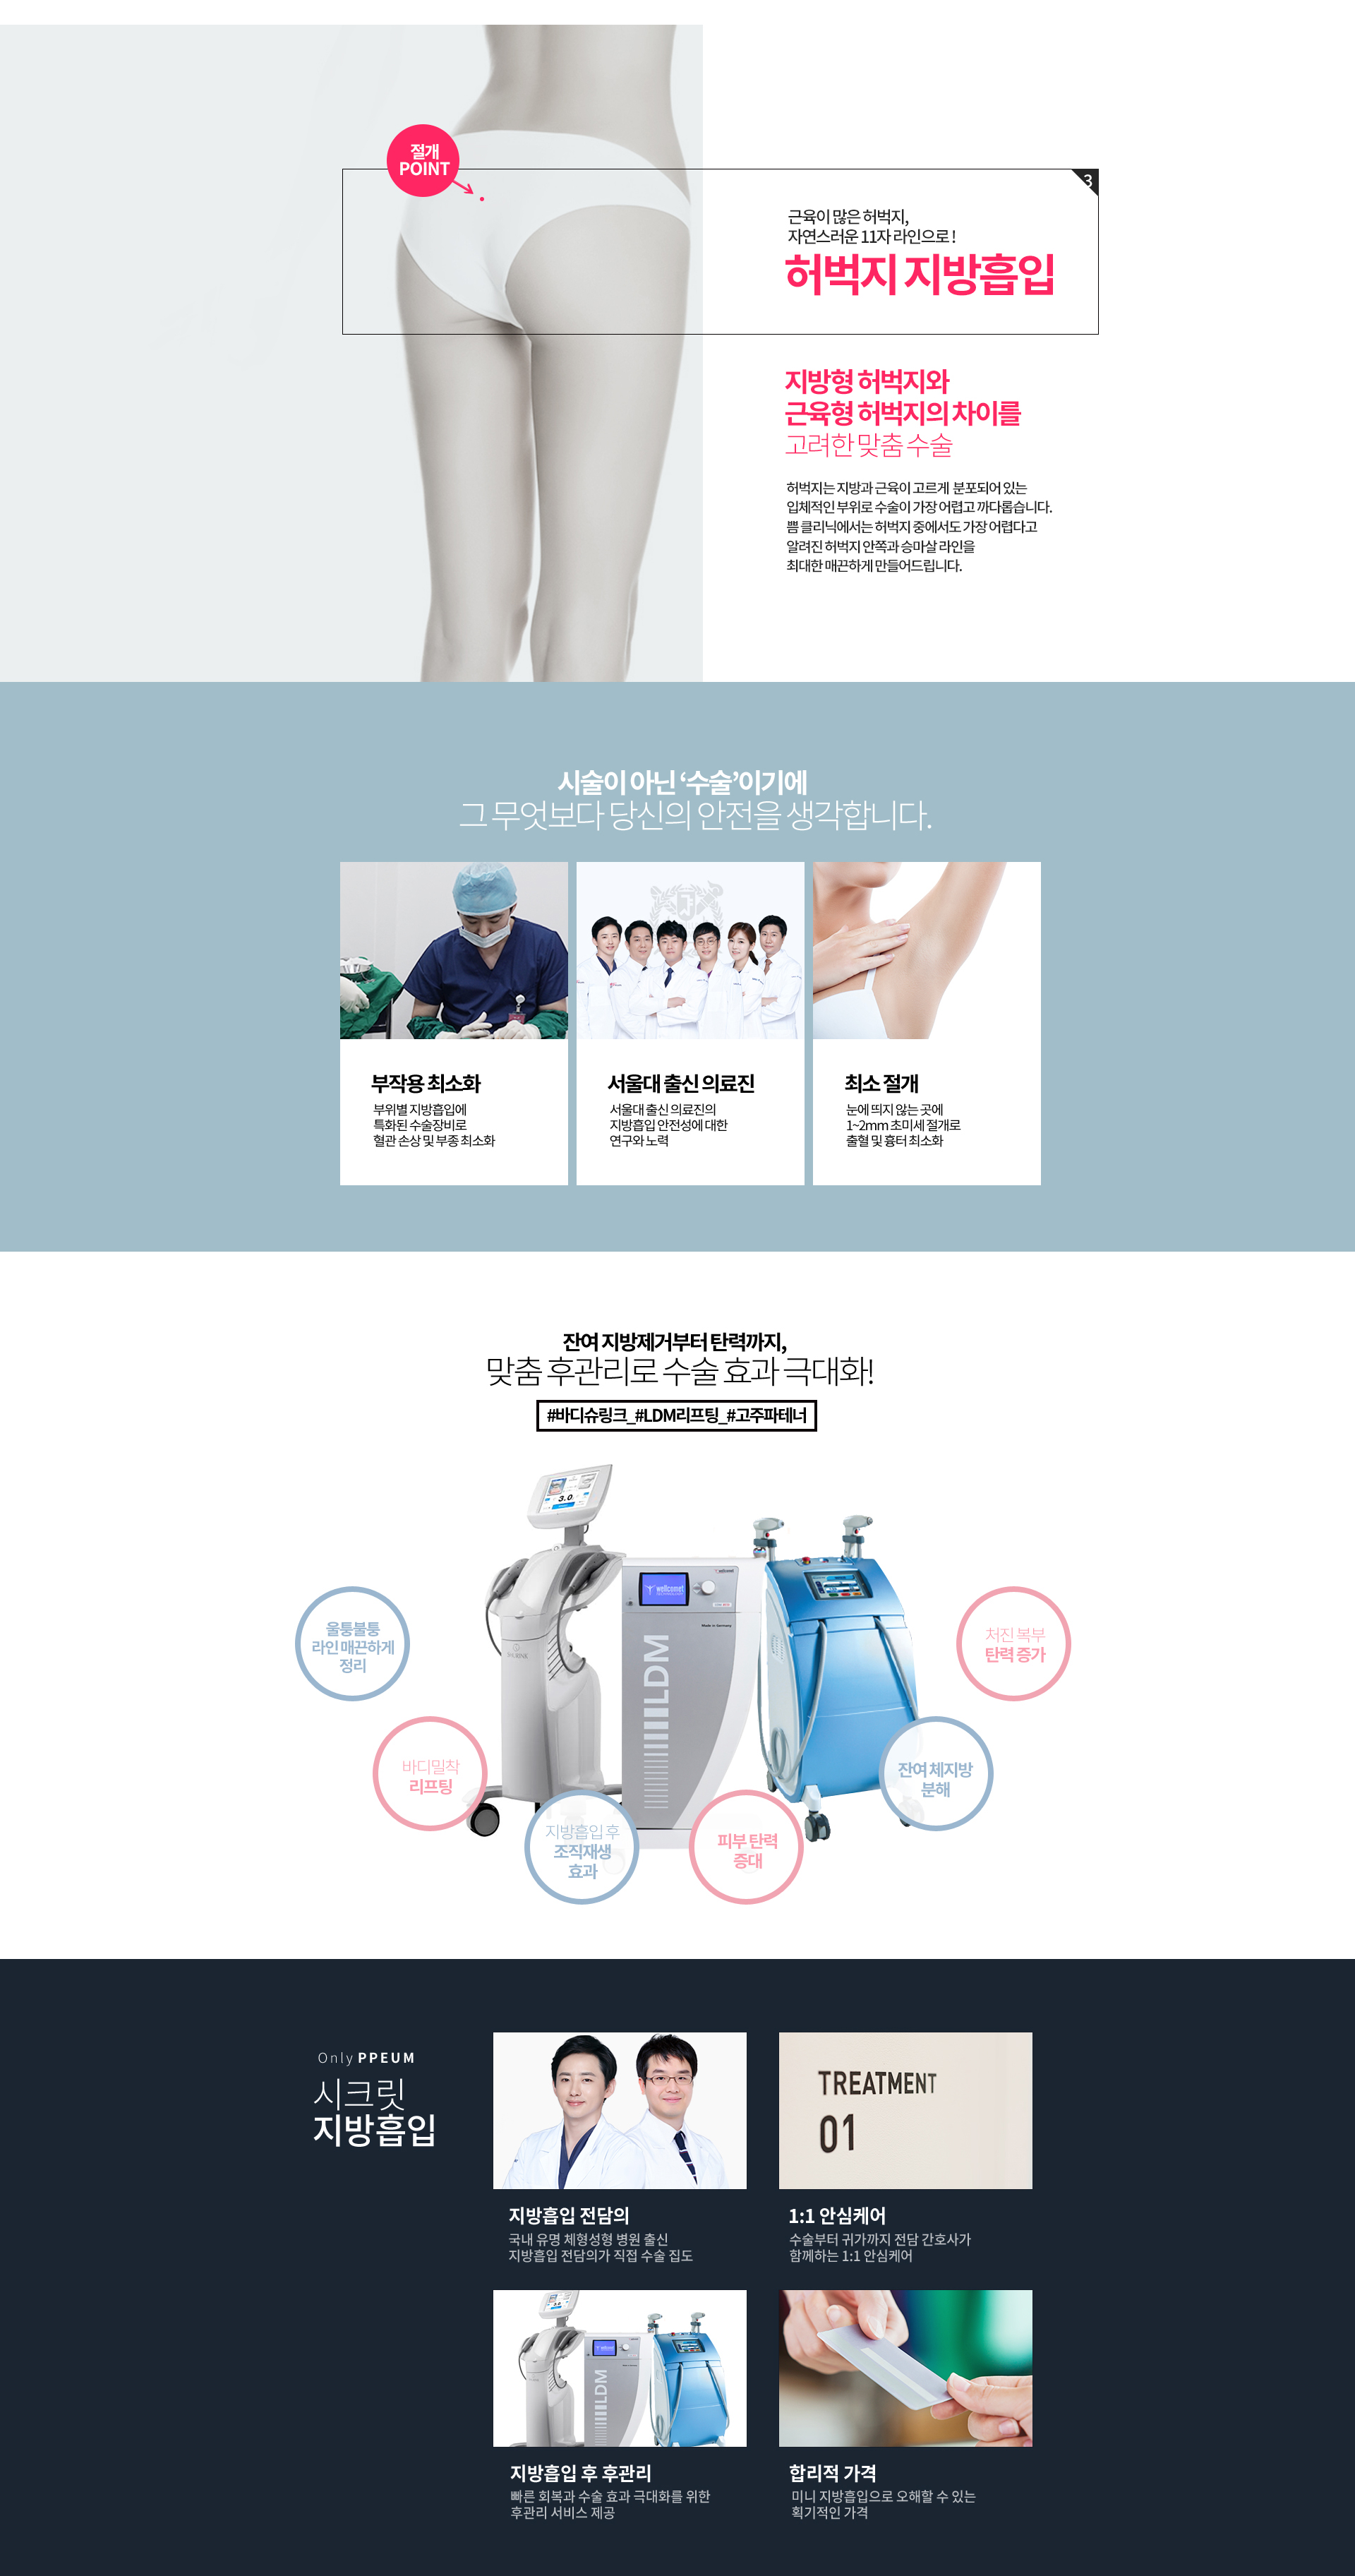 절개
POINT
3
근육이 많은 허벅지,
자연스러운 11자 라인으로!
허벅지 지방흡입
지방형 허벅지와
근육형 허벅지의 차이를
고려한 맞춤 수술
허벅지는 지방과 근육이 고르게 분포되어 있는
입체적인 부위로 수술이 가장 어렵고 까다롭습니다.
쁨 클리닉에서는 허벅지 중에서도 가장 어렵다고
알려진 허벅지 안쪽과 승마살 라인을
최대한 매끈하게 만들어드립니다.
시술이 아닌 ‘수술’이기에
그 무엇보다 당신의 안전을 생각합니다.
부작용 최소화
부위별 지방흡입에
특화된 수술장비로
혈관 손상 및 부종 최소화
서울대 출신 의료진
서울대 출신 의료진의
지방흡입 안전성에 대한
연구와 노력
최소 절개
눈에 띄지 않는 곳에
1~2mm 초미세 절개로
출혈 및 흉터 최소화
잔여 지방제거부터 탄력까지,
맞춤 후관리로 수술 효과 극대화!
#바디슈링크_#LDM리프팅_#고주파테너
3.0
wellcomet
wellcomet
Made in Germany
LDM
울퉁불퉁
라인 매끈하게
정리
처진 복부
탄력 증가
바디밀착
리프팅
잔여 체지방
분해
지방흡입 후
조직재생
효과
피부 탄력
증대
Only PPEUM
시크릿
지방흡입
TREATMENT
01
지방흡입 전담의
국내 유명 체형성형 병원 출신
지방흡입 전담의가 직접 수술 집도
1:1 안심케어
수술부터 귀가까지 전담 간호사가
함께하는 1:1 안심케어
LDM
지방흡입 후 후관리
빠른 회복과 수술 효과 극대화를 위한
후관리 서비스 제공
합리적 가격
미니 지방흡입으로 오해할 수 있는
획기적인 가격